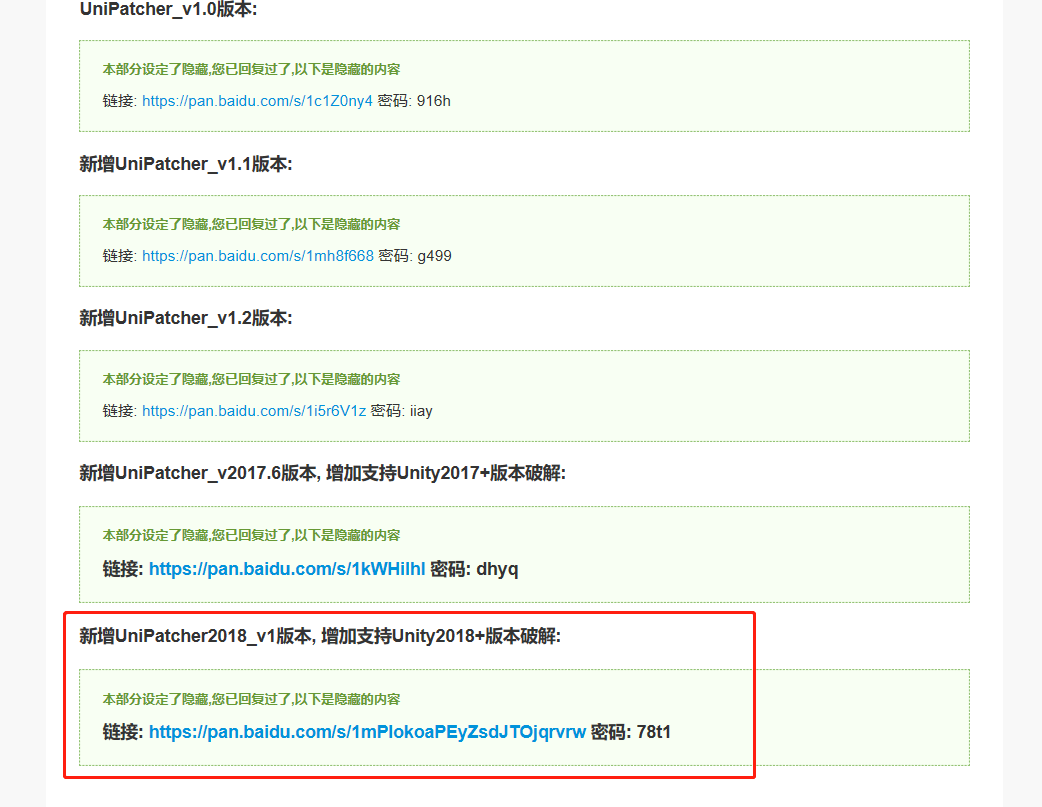 UniPatcher_v1.0版本:
本部分设定了隐藏,您已回复过了,以下是隐藏的内容
链接: https://pan.baidu.com/s/1c1Z0ny4 密码: 916h
新增UniPatcher_v1.1版本:
本部分设定了隐藏,您已回复过了,以下是隐藏的内容
链接: https://pan.baidu.com/s/1mh8f668 密码: g499
新增UniPatcher_v1.2版本:
本部分设定了隐藏,您已回复过了,以下是隐藏的内容
链接: https://pan.baidu.com/s/1i5r6V1z 密码: iiay
新增UniPatcher_v2017.6版本, 增加支持Unity2017+版本破解:
本部分设定了隐藏,您已回复过了,以下是隐藏的内容
链接: https://pan.baidu.com/s/1kWHiIhl 密码: dhyq
新增UniPatcher2018_v1版本, 增加支持Unity2018+版本破解:
本部分设定了隐藏,您已回复过了,以下是隐藏的内容
链接: https://pan.baidu.com/s/1mPlokoaPEyZsdJTOjqrvrw 密码: 78t1